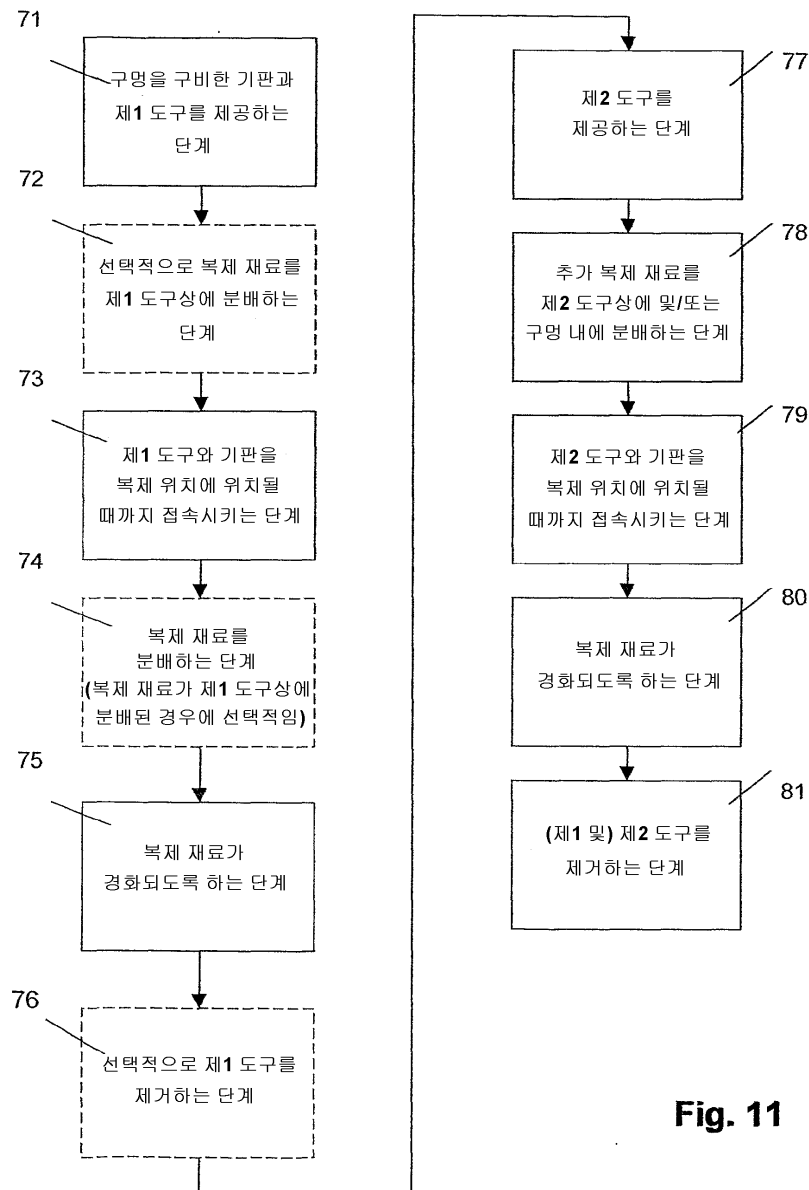 71
구멍을 구비한 기판과
제1 도구를 제공하는
단계
72
선택적으로 복제 재료를
제1 도구상에 분배하는
단계
73
제1 도구와 기판을
복제 위치에 위치될
때까지 접속시키는 단계
74
복제 재료를
분배하는 단계
(복제 재료가 제1 도구상에
분배된 경우에 선택적임)
75
복제 재료가
경화되도록 하는 단계
76
선택적으로 제1 도구를
제거하는 단계
77
제2 도구를
제공하는 단계
78
추가 복제 재료를
제2 도구상에 및/또는
구멍 내에 분배하는 단계
79
제2 도구와 기판을
복제 위치에 위치될
때까지 접속시키는 단계
80
복제 재료가
경화되도록 하는 단계
81
(제1 및) 제2 도구를
제거하는 단계
Fig. 11